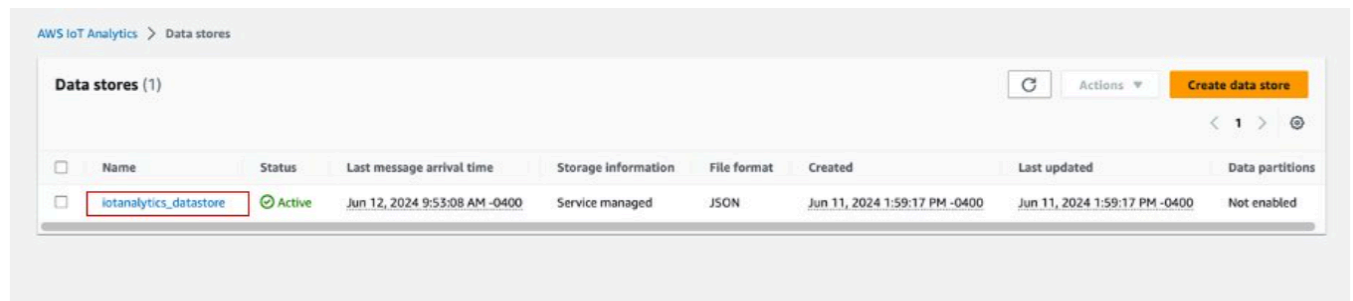 AWS IoT Analytics > Data stores
Data stores (1)
Actions
Create data store
1
Name Status Last message arrival time Storage information File format Created Last updated Data partitions
iotanalytics_datastore Active Jun 12, 2024 9:53:08 AM -0400 Service managed JSON Jun 11, 2024 1:59:17 PM -0400 Jun 11, 2024 1:59:17 PM -0400 Not enabled